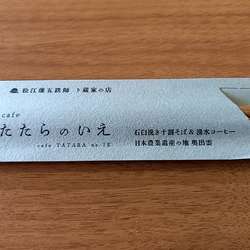 松江藩五鉄師 卜蔵家の店
cafe
たたらのいえ
cafe TATARA no IE
石臼挽き十割そば&湧水コーヒー
日本農業遺産の地 奥出雲